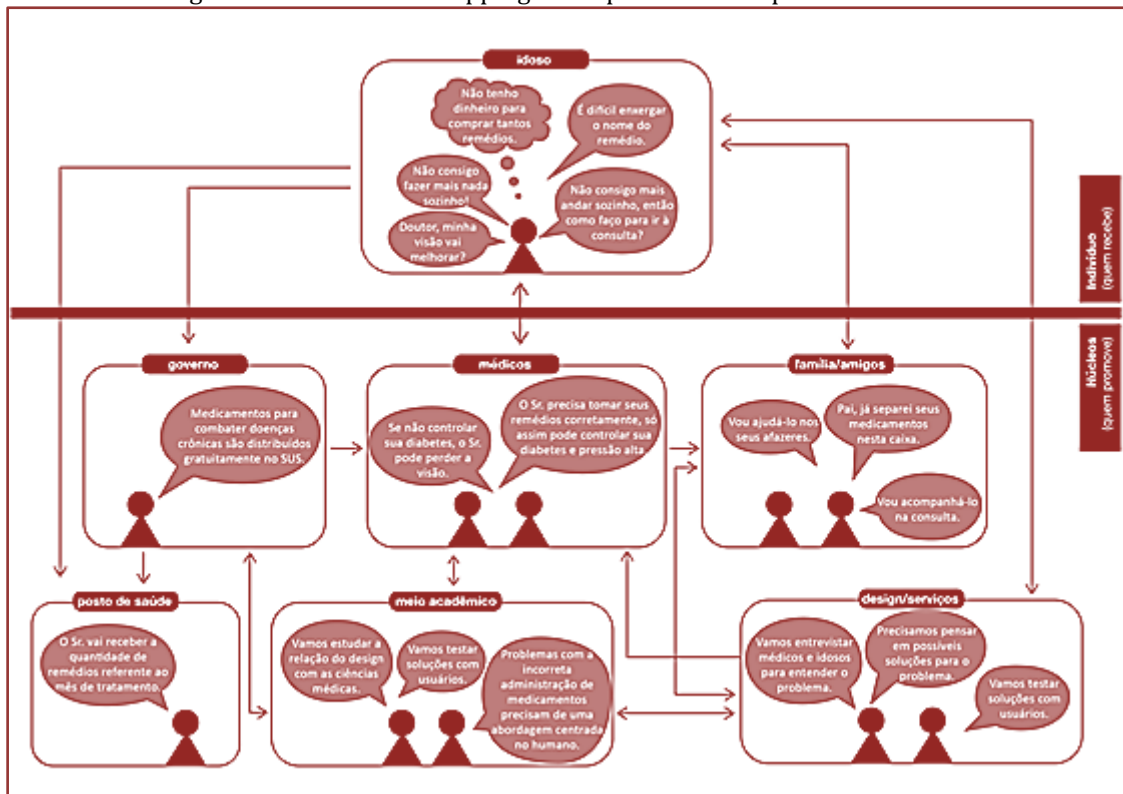 idoso
Não tenho
dinheiro para
comprar tantos
remédios.
É difícil enxergar
o nome do
remédio.
Não consigo
fazer mais nada
sozinho!
Não consigo mais
andar sozinho, então
como faço para ir à
consulta?
Doutor, minha
visão vai
melhorar?
Indivíduo
(quem recebe)
Núcleos
(quem promove)
governo
Medicamentos para
combater doenças
crônicas são distribuídos
gratuitamente no SUS.
médicos
Se não controlar
sua diabetes, o Sr.
pode perder a
visão.
O Sr. precisa tomar seus
remédios corretamente, só
assim pode controlar sua
diabetes e pressão alta.
família/amigos
Vou ajudá-lo nos
seus afazeres.
Pai, já separei seus
medicamentos
nesta caixa.
Vou acompanhá-lo
na consulta.
posto de saúde
O Sr. vai receber a
quantidade de
remédios referente ao
mês de tratamento.
meio acadêmico
Vamos estudar a
relação do design
com as ciências
médicas.
Vamos testar
soluções com
usuários.
Problemas com a
incorreta
administração de
medicamentos
precisam de uma
abordagem centrada
no humano.
design/serviços
Vamos entrevistar
médicos e idosos
para entender o
problema.
Precisamos pensar
em possíveis
soluções para o
problema.
Vamos testar
soluções com
usuários.